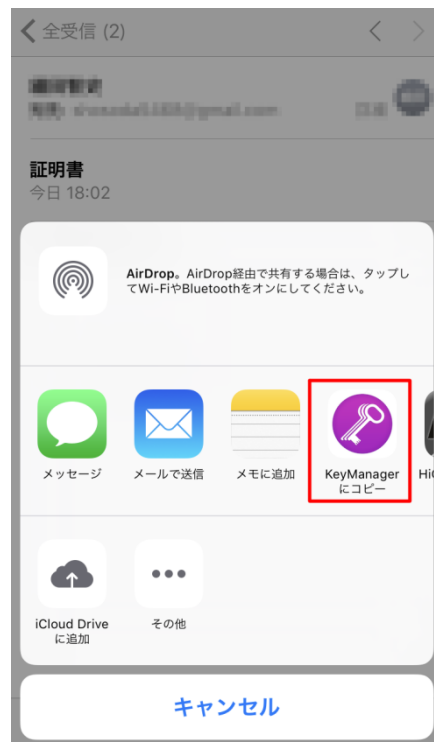 全受信 (2)
証明書
今日 18:02
AirDrop。AirDrop経由で共有する場合は、タップし
てWi-FiやBluetoothをオンにしてください。
メッセージ
メールで送信
メモに追加
KeyManager
にコピー
iCloud Drive
に追加
その他
キャンセル